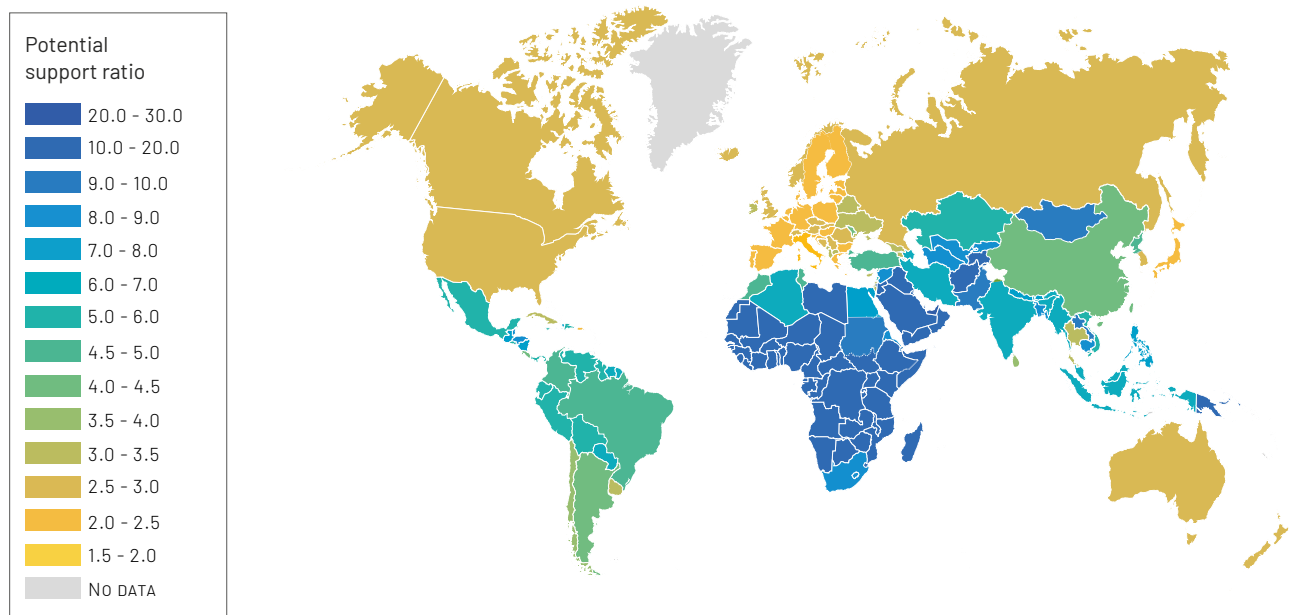 Potential
support ratio
20.0 - 30.0
10.0 - 20.0
9.0 - 10.0
8.0 - 9.0
7.0 - 8.0
6.0 - 7.0
5.0 - 6.0
4.5 - 5.0
4.0 - 4.5
3.5 - 4.0
3.0 - 3.5
2.5 - 3.0
2.0 - 2.5
1.5 - 2.0
No DATA